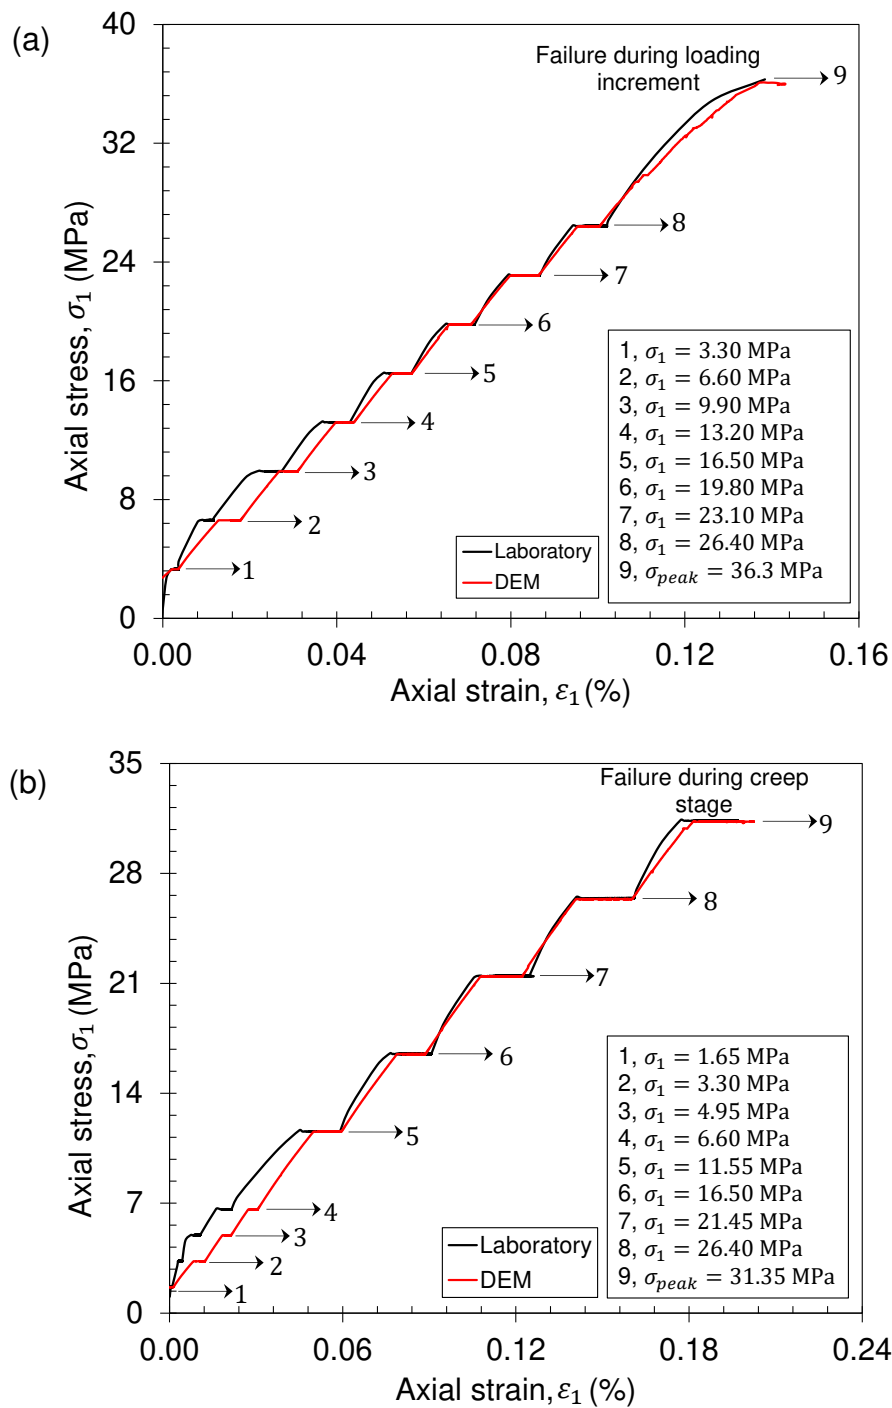 (a)
40
32
24
16
8
0
Axial stress, σ₁ (MPa)
Failure during loading
increment
9
8
7
6
5
4
3
2
1
1, σ₁ = 3.30 MPa
2, σ₁ = 6.60 MPa
3, σ₁ = 9.90 MPa
4, σ₁ = 13.20 MPa
5, σ₁ = 16.50 MPa
6, σ₁ = 19.80 MPa
7, σ₁ = 23.10 MPa
8, σ₁ = 26.40 MPa
9, σpeak = 36.3 MPa
Laboratory
DEM
0.00 0.04 0.08 0.12 0.16
Axial strain, ε₁ (%)
(b)
35
28
21
14
7
0
Axial stress,σ₁ (MPa)
Failure during creep
stage
9
8
7
6
5
4
3
2
1
1, σ₁ = 1.65 MPa
2, σ₁ = 3.30 MPa
3, σ₁ = 4.95 MPa
4, σ₁ = 6.60 MPa
5, σ₁ = 11.55 MPa
6, σ₁ = 16.50 MPa
7, σ₁ = 21.45 MPa
8, σ₁ = 26.40 MPa
9, σpeak = 31.35 MPa
Laboratory
DEM
0.00 0.06 0.12 0.18 0.24
Axial strain, ε₁ (%)